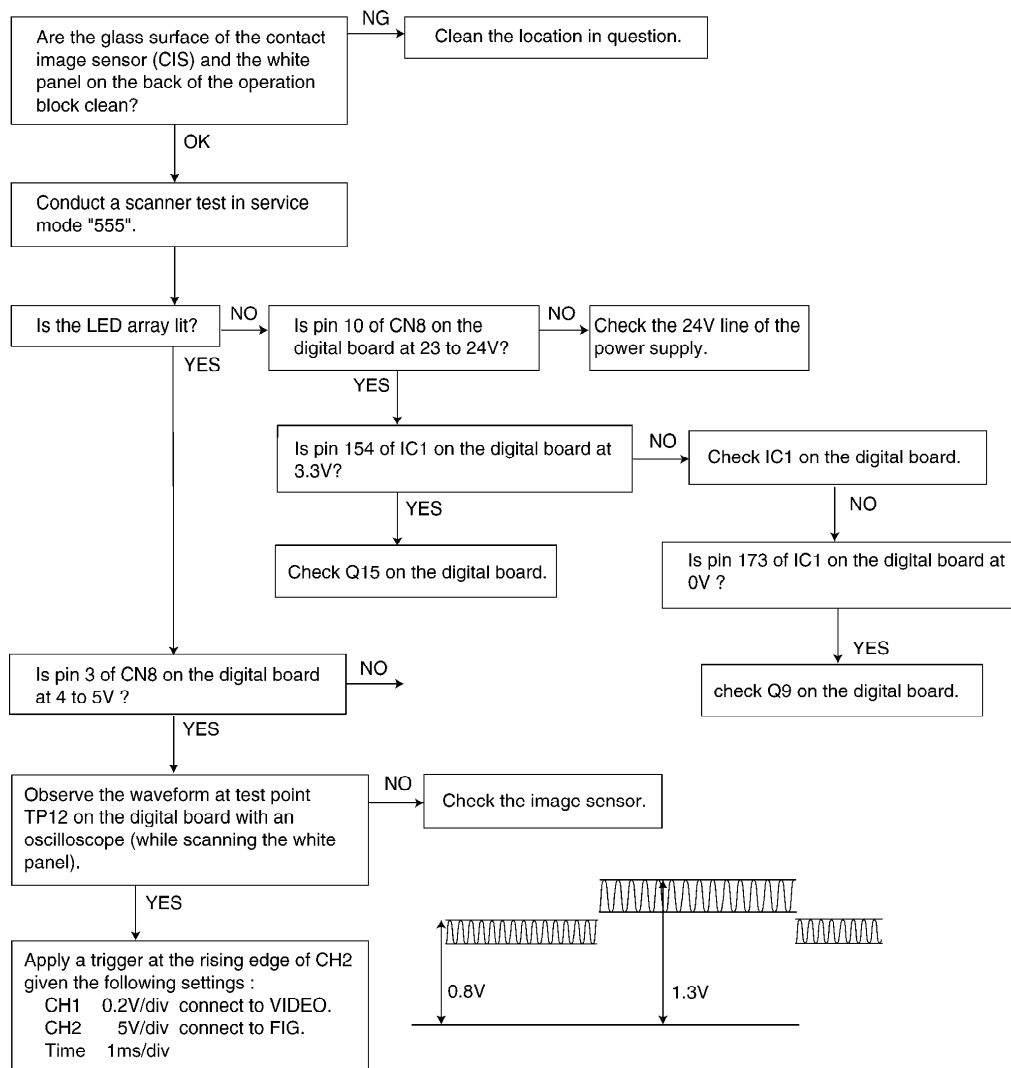 Are the glass surface of the contact
image sensor (CIS) and the white
panel on the back of the operation
block clean?
NG
Clean the location in question.
OK
Conduct a scanner test in service
mode "555".
Is the LED array lit?
NO
Is pin 10 of CN8 on the
digital board at 23 to 24V?
NO
Check the 24V line of the
power supply.
YES
YES
Is pin 154 of IC1 on the digital board at
3.3V?
NO
Check IC1 on the digital board.
YES
NO
Check Q15 on the digital board.
Is pin 173 of IC1 on the digital board at
0V ?
YES
check Q9 on the digital board.
Is pin 3 of CN8 on the digital board
at 4 to 5V ?
NO
YES
Observe the waveform at test point
TP12 on the digital board with an
oscilloscope (while scanning the white
panel).
NO
Check the image sensor.
YES
Apply a trigger at the rising edge of CH2
given the following settings :
CH1 0.2V/div connect to VIDEO.
CH2 5V/div connect to FIG.
Time 1ms/div
0.8V
1.3V